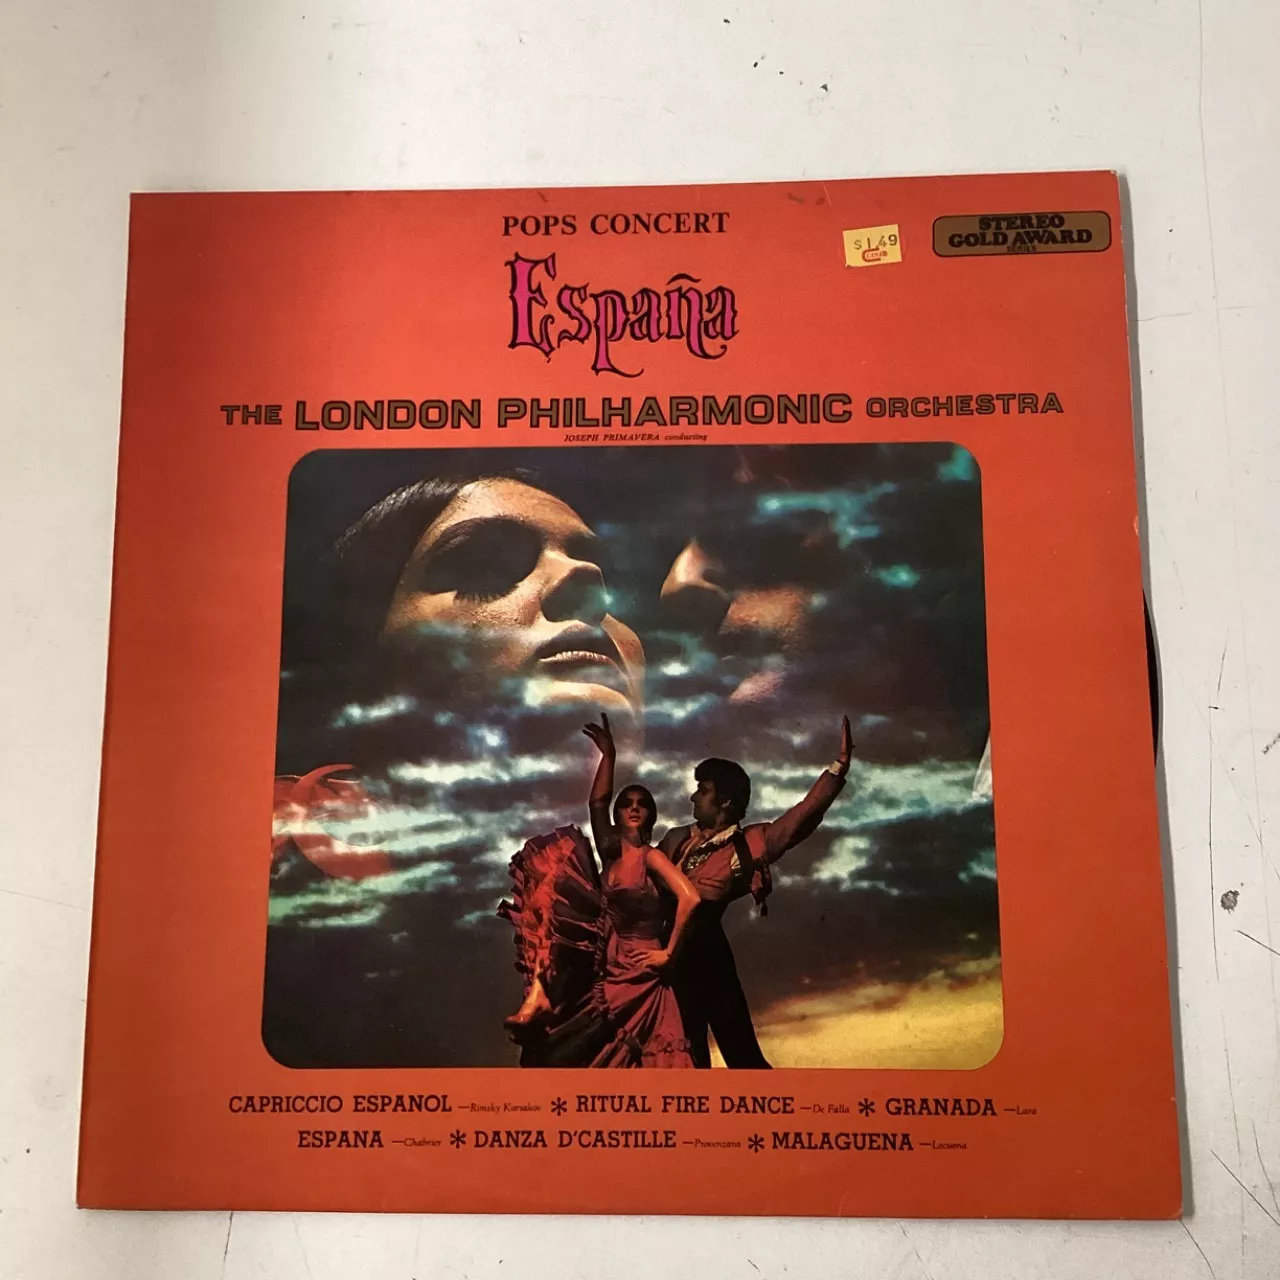 POPS CONCERT
España
$1.49
STEREO
GOLD AWARD
SERIES
THE LONDON PHILHARMONIC ORCHESTRA
JOSEPH PRIMAVERA conducting
CAPRICCIO ESPANOL —Rimsky Korsakov * RITUAL FIRE DANCE —De Falla * GRANADA —Lara
ESPANA —Chabrier * DANZA D'CASTILLE —Provenzano * MALAGUENA —Lecuona